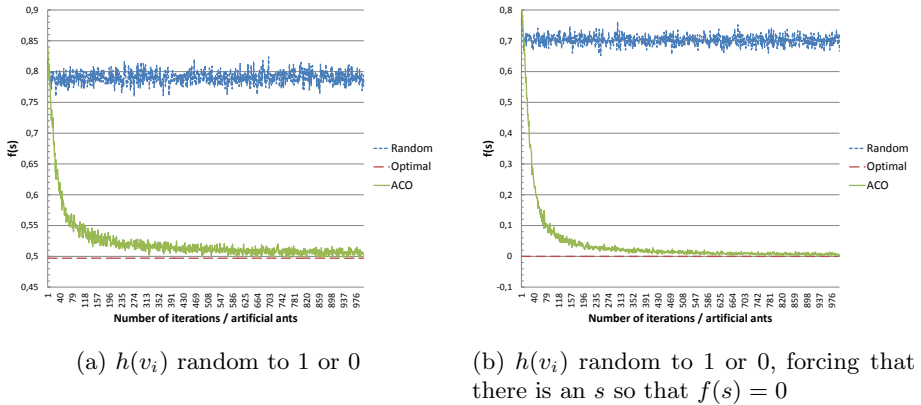 0,9
0,85
0,8
0,75
0,7
0,65
0,6
0,55
0,5
0,45
f(s)
1 40 79 118 157 196 235 274 313 352 391 430 469 508 547 586 625 664 703 742 781 820 859 898 937 976
Number of iterations / artificial ants
Random
Optimal
ACO
(a) h(v_i) random to 1 or 0
0,8
0,7
0,6
0,5
0,4
0,3
0,2
0,1
0
-0,1
f(s)
1 40 79 118 157 196 235 274 313 352 391 430 469 508 547 586 625 664 703 742 781 820 859 898 937 976
Number of iterations / artificial ants
Random
Optimal
ACO
(b) h(v_i) random to 1 or 0, forcing that
there is an s so that f(s) = 0